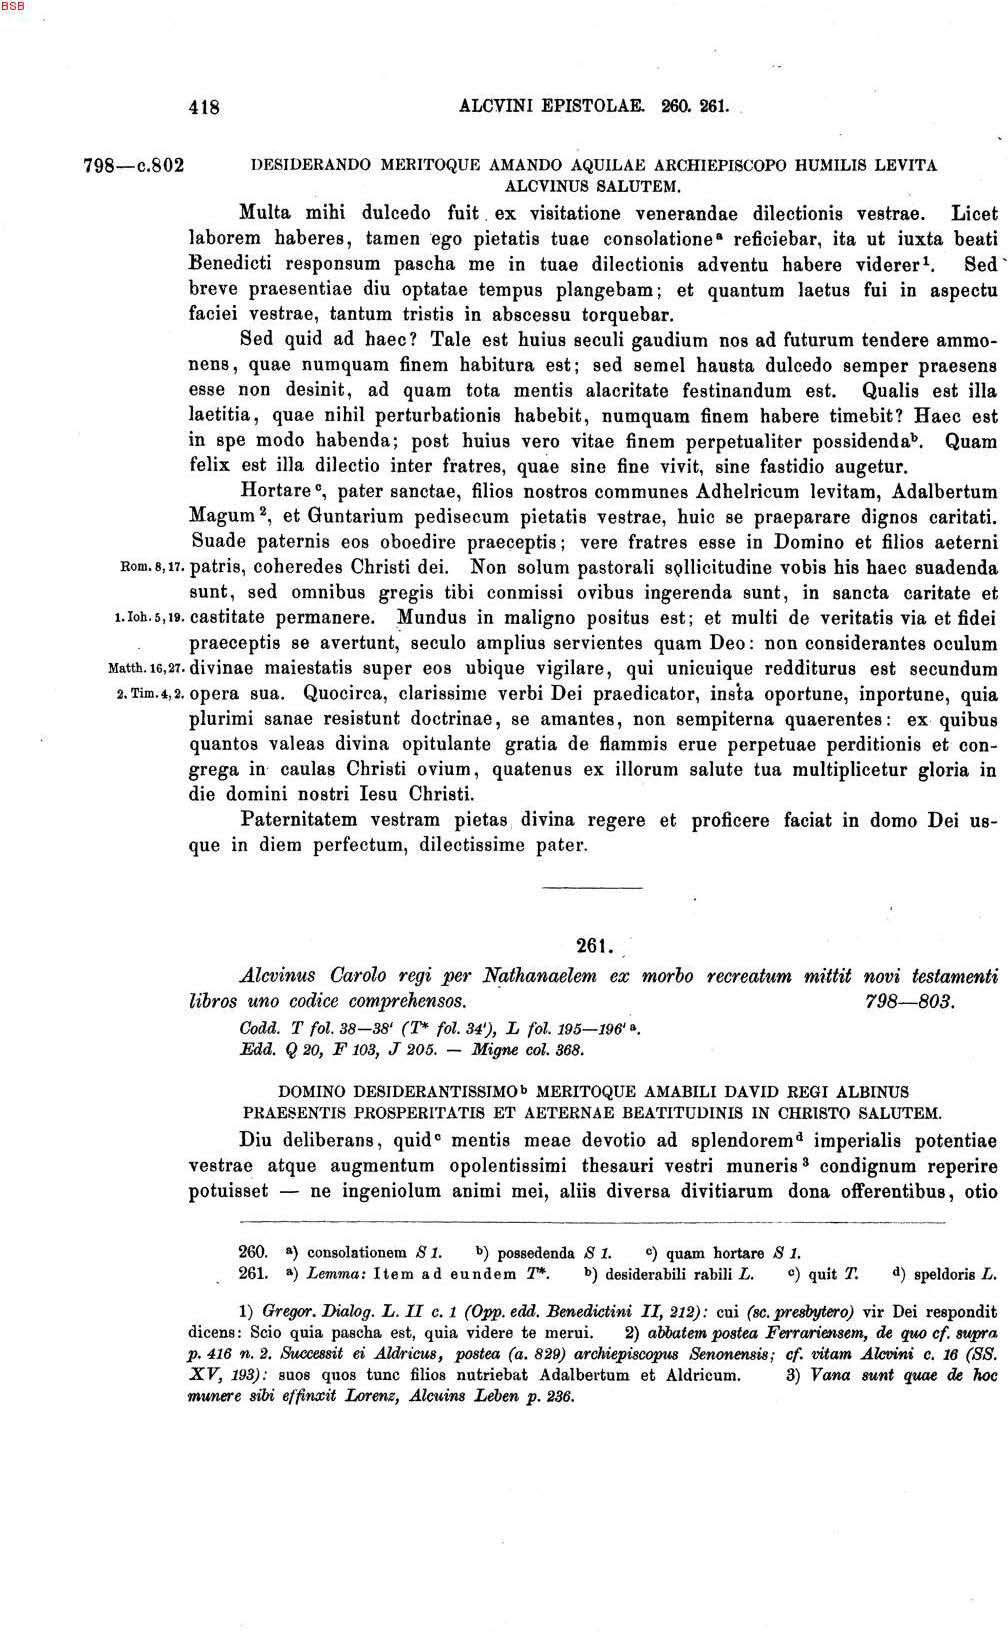 BSB
418 ALCVINI EPISTOLAE. 260. 261.
798—c.802 DESIDERANDO MERITOQUE AMANDO AQUILAE ARCHIEPISCOPO HUMILIS LEVITA
ALCVINUS SALUTEM.
Multa mihi dulcedo fuit ex visitatione venerandae dilectionis vestrae. Licet
laborem haberes, tamen ego pietatis tuae consolatione a reficiebar, ita ut iuxta beati
Benedicti responsum pascha me in tuae dilectionis adventu habere viderer 1. Sed
breve praesentiae diu optatae tempus plangebam; et quantum laetus fui in aspectu
faciei vestrae, tantum tristis in abscessu torquebar.
Sed quid ad haec? Tale est huius seculi gaudium nos ad futurum tendere ammo-
nens, quae numquam finem habitura est; sed semel hausta dulcedo semper praesens
esse non desinit, ad quam tota mentis alacritate festinandum est. Qualis est illa
laetitia, quae nihil perturbationis habebit, numquam finem habere timebit? Haec est
in spe modo habenda; post huius vero vitae finem perpetualiter possidenda b. Quam
felix est illa dilectio inter fratres, quae sine fine vivit, sine fastidio augetur.
Hortare c, pater sanctae, filios nostros communes Adhelricum levitam, Adalbertum
Magum 2, et Guntarium pedisecum pietatis vestrae, huic se praeparare dignos caritati.
Suade paternis eos oboedire praeceptis; vere fratres esse in Domino et filios aeterni
Rom. 8, 17. patris, coheredes Christi dei. Non solum pastorali sollicitudine vobis his haec suadenda
sunt, sed omnibus gregis tibi conmissi ovibus ingerenda sunt, in sancta caritate et
1. Ioh. 5, 19. castitate permanere. Mundus in maligno positus est; et multi de veritatis via et fidei
praeceptis se avertunt, seculo amplius servientes quam Deo: non considerantes oculum
Matth. 16, 27. divinae maiestatis super eos ubique vigilare, qui unicuique redditurus est secundum
2. Tim. 4, 2. opera sua. Quocirca, clarissime verbi Dei praedicator, insta oportune, inportune, quia
plurimi sanae resistunt doctrinae, se amantes, non sempiterna quaerentes: ex quibus
quantos valeas divina opitulante gratia de flammis erue perpetuae perditionis et con-
grega in caulas Christi ovium, quatenus ex illorum salute tua multiplicetur gloria in
die domini nostri Iesu Christi.
Paternitatem vestram pietas divina regere et proficere faciat in domo Dei us-
que in diem perfectum, dilectissime pater.
261.
Alcvinus Carolo regi per Nathanaelem ex morbo recreatum mittit novi testamenti
libros uno codice comprehensos. 798—803.
Codd. T fol. 38—38' (T* fol. 34'), L fol. 195—196' a.
Edd. Q 20, F 103, J 205. — Migne col. 368.
DOMINO DESIDERANTISSIMO b MERITOQUE AMABILI DAVID REGI ALBINUS
PRAESENTIS PROSPERITATIS ET AETERNAE BEATITUDINIS IN CHRISTO SALUTEM.
Diu deliberans, quid c mentis meae devotio ad splendorem d imperialis potentiae
vestrae atque augmentum opolentissimi thesauri vestri muneris 3 condignum reperire
potuisset — ne ingeniolum animi mei, aliis diversa divitiarum dona offerentibus, otio
260. a) consolationem S 1. b) possedenda S 1. c) quam hortare S 1.
261. a) Lemma: Item ad eundem T*. b) desiderabili rabili L. c) quit T. d) speldoris L.
1) Gregor. Dialog. L. II c. 1 (Opp. edd. Benedictini II, 212): cui (sc. presbytero) vir Dei respondit
dicens: Scio quia pascha est, quia videre te merui. 2) abbatem postea Ferrariensem, de quo cf. supra
p. 416 n. 2. Successit ei Aldricus, postea (a. 829) archiepiscopus Senonensis; cf. vitam Alcvini c. 16 (SS.
XV, 193): suos quos tunc filios nutriebat Adalbertum et Aldricum. 3) Vana sunt quae de hoc
munere sibi effinxit Lorenz, Alcuins Leben p. 236.